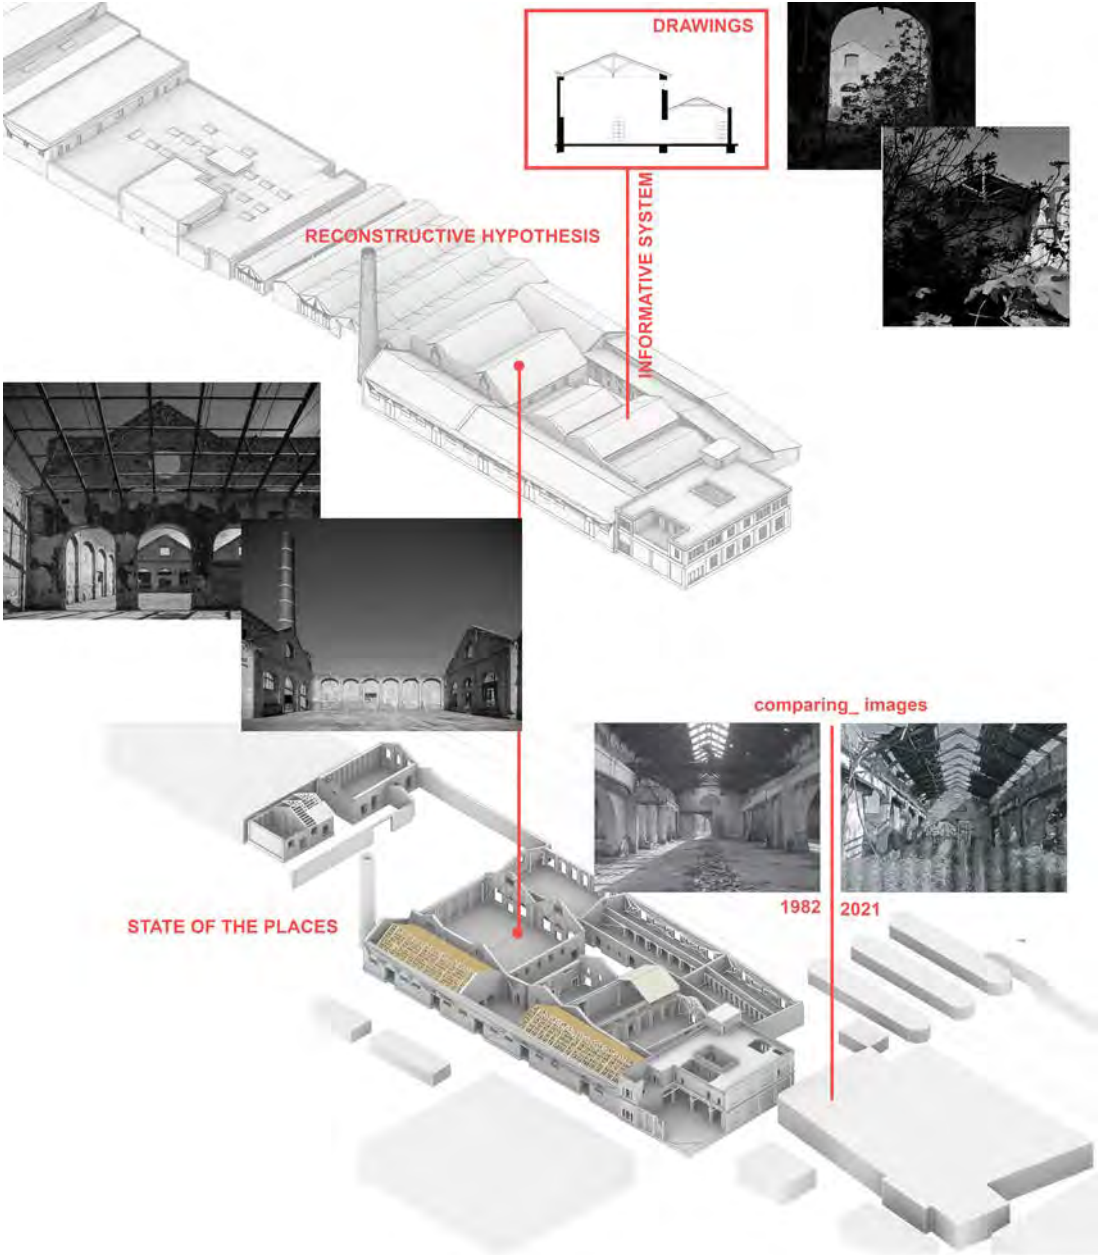 DRAWINGS
INFORMATIVE SYSTEM
RECONSTRUCTIVE HYPOTHESIS
comparing_ images
1982
2021
STATE OF THE PLACES